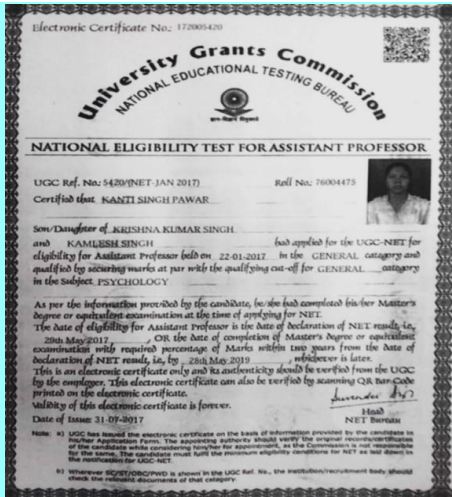 Electronic Certificate No.: 172005420
University Grants Commission
NATIONAL EDUCATIONAL TESTING BUREAU
ज्ञान-विज्ञान विमुक्तये
NATIONAL ELIGIBILITY TEST FOR ASSISTANT PROFESSOR
UGC Ref. No.: 5420/(NET-JAN 2017) Roll No.: 76004475
Certified that KANTI SINGH PAWAR
Son/Daughter of KRISHNA KUMAR SINGH
and KAMLESH SINGH had applied for the UGC-NET for
eligibility for Assistant Professor held on 22-01-2017 in the GENERAL category and
qualified by securing marks at par with the qualifying cut-off for GENERAL category
in the Subject PSYCHOLOGY
As per the information provided by the candidate, he/she had completed his/her Master's
degree or equivalent examination at the time of applying for NET.
The date of eligibility for Assistant Professor is the date of declaration of NET result, i.e.,
29th May 2017, OR the date of completion of Master's degree or equivalent
examination with required percentage of Marks within two years from the date of
declaration of NET result, i.e., by 28th May 2019, whichever is later.
This is an electronic certificate only and its authenticity should be verified from the UGC
by the employer. This electronic certificate can also be verified by scanning QR Bar Code
printed on the electronic certificate.
Validity of this electronic certificate is forever.
Date of Issue: 31-07-2017
Head
NET Bureau
Note: a) UGC has issued the electronic certificate on the basis of information provided by the candidate in
his/her Application Form. The appointing authority should verify the original records/certificates
of the candidate while considering him/her for appointment, as the Commission is not responsible
for the same. The candidate must fulfil the minimum eligibility conditions for NET as laid down in
the notification for UGC-NET.
b) Wherever SC/ST/OBC/PWD is shown in the UGC Ref. No., the institution/recruitment body should
check the relevant documents of that category.